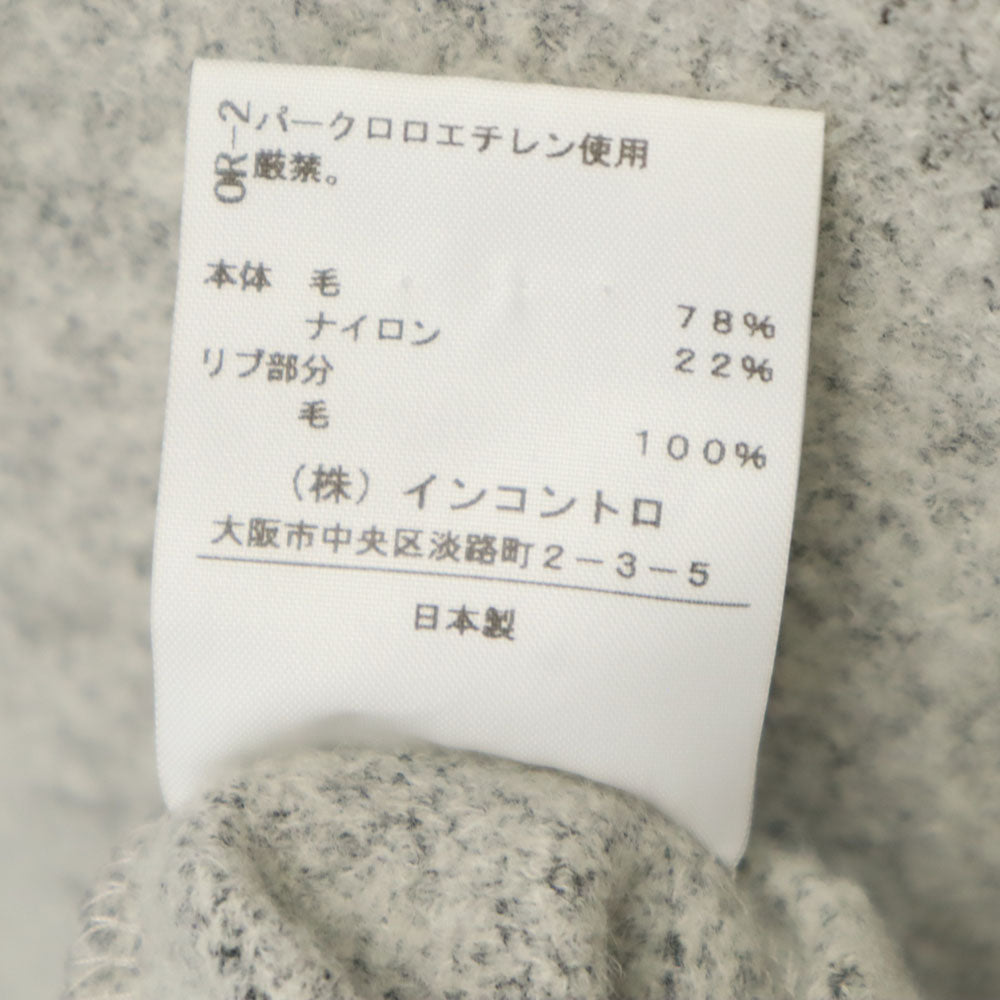 OR-2
パークロロエチレン使用
厳禁。
本体 毛 78%
ナイロン 22%
リブ部分
毛 100%
(株)インコントロ
大阪市中央区淡路町2-3-5
日本製